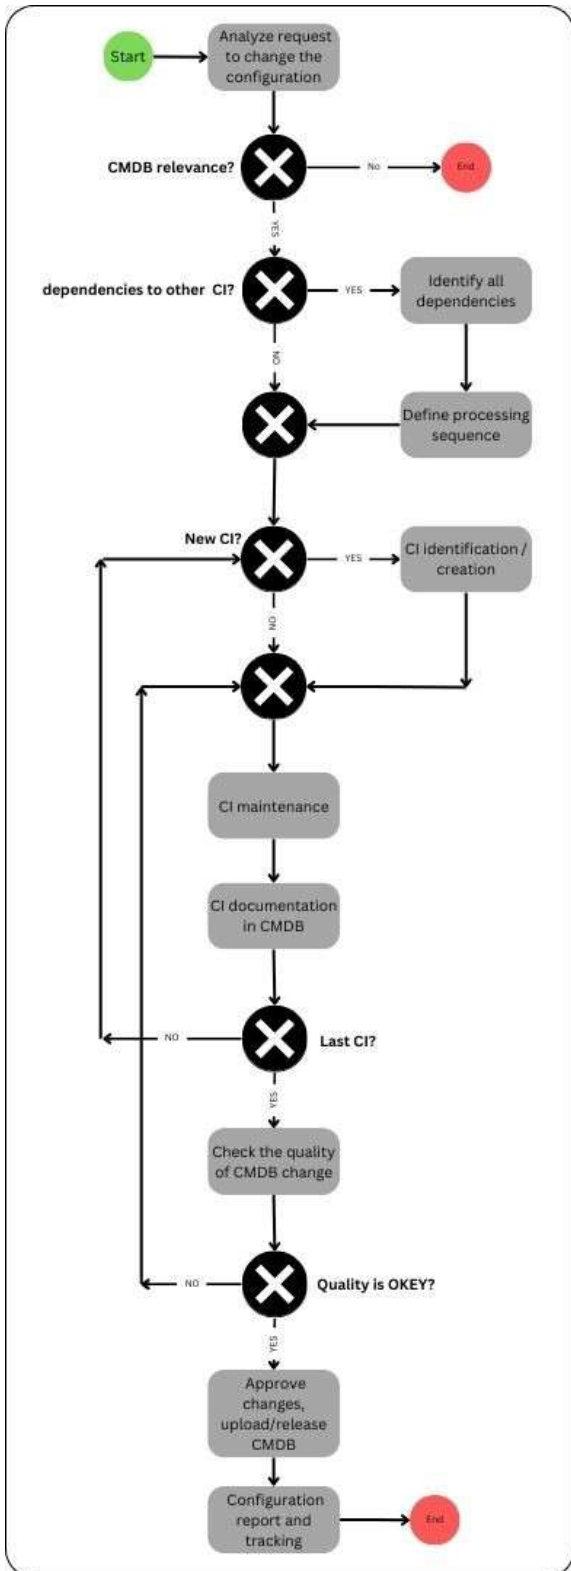 Start
Analyze request
to change the
configuration
CMDB relevance?
No
End
YES
dependencies to other CI?
YES
Identify all
dependencies
NO
Define processing
sequence
New CI?
YES
CI identification /
creation
NO
CI maintenance
CI documentation
in CMDB
NO
Last CI?
YES
Check the quality
of CMDB change
NO
Quality is OKEY?
YES
Approve
changes,
upload/release
CMDB
Configuration
report and
tracking
End